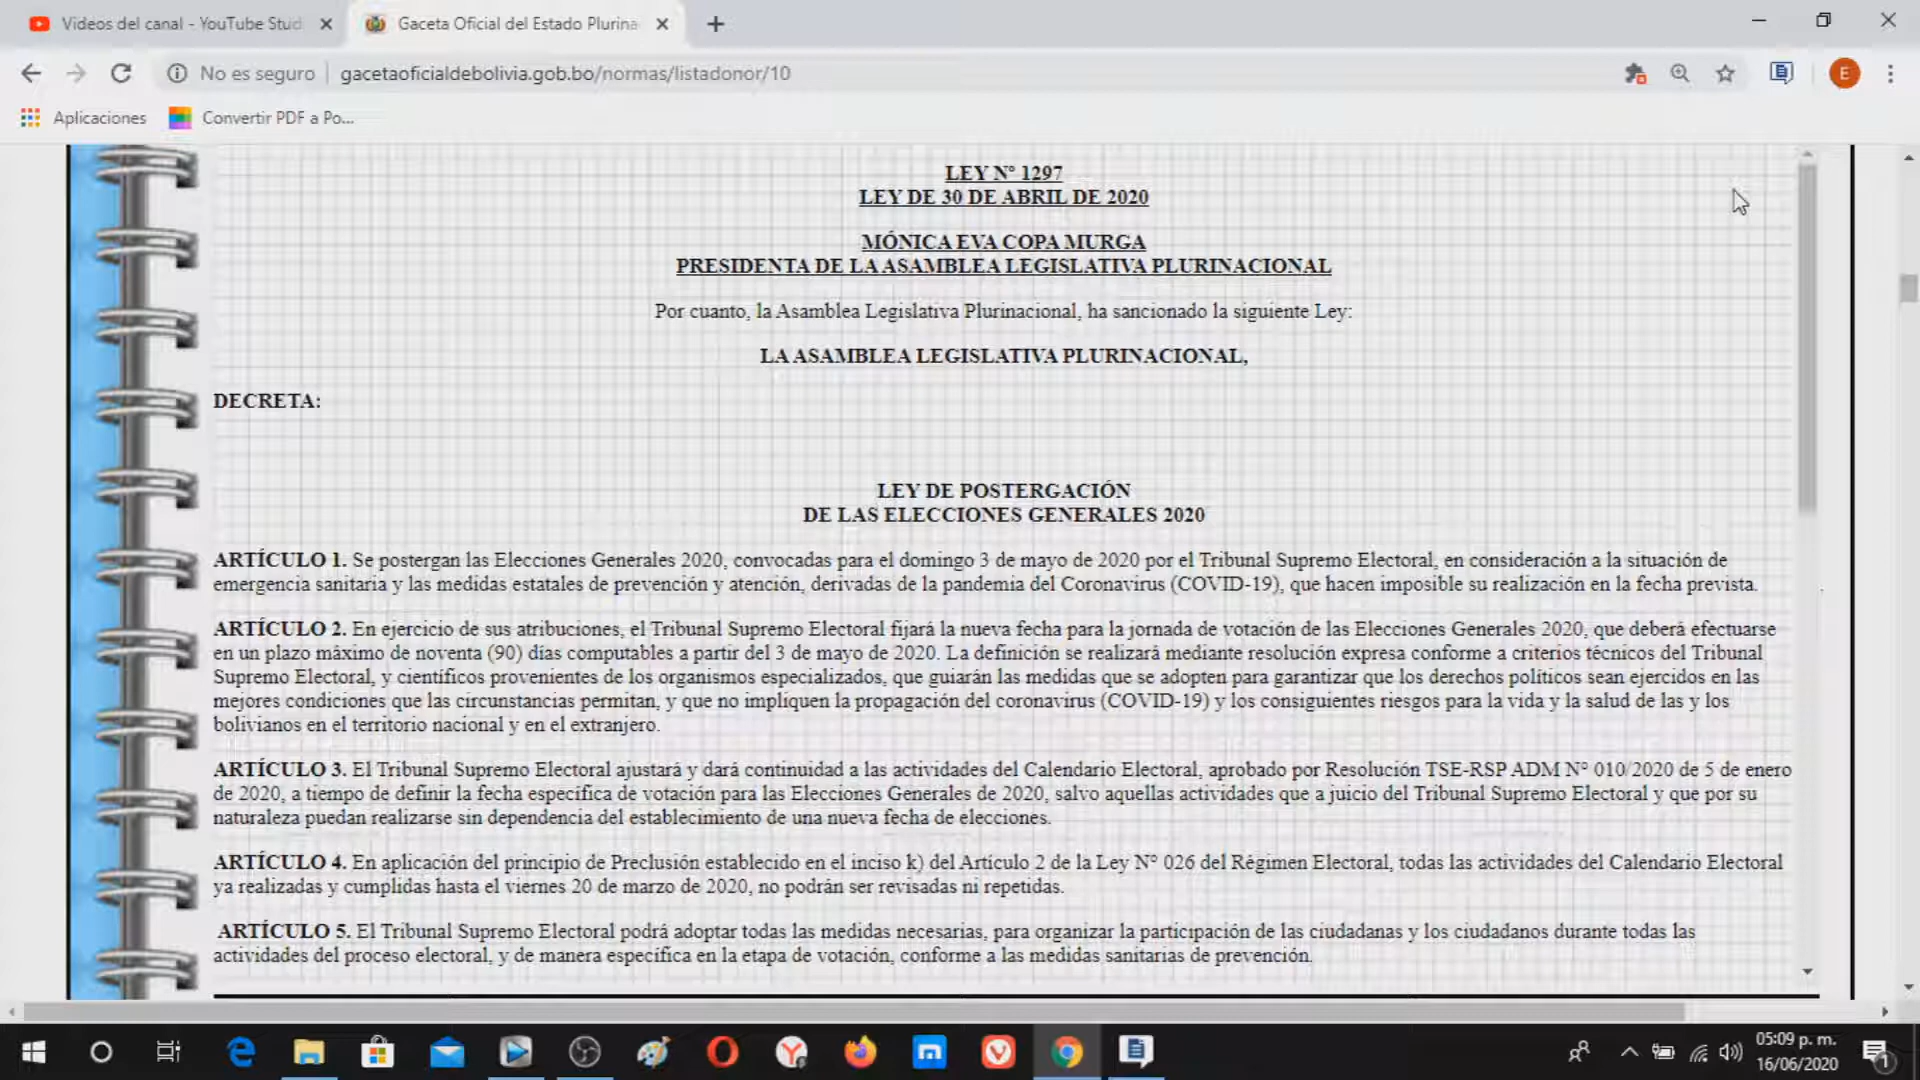 Videos del canal - YouTube Stud
Gaceta Oficial del Estado Plurina
No es seguro
gacetaoficialdebolivia.gob.bo/normas/listadonor/10
E
Aplicaciones
Convertir PDF a Po...
LEY N° 1297
LEY DE 30 DE ABRIL DE 2020
MÓNICA EVA COPA MURGA
PRESIDENTA DE LA ASAMBLEA LEGISLATIVA PLURINACIONAL
Por cuanto, la Asamblea Legislativa Plurinacional, ha sancionado la siguiente Ley:
LA ASAMBLEA LEGISLATIVA PLURINACIONAL,
DECRETA:
LEY DE POSTERGACIÓN
DE LAS ELECCIONES GENERALES 2020
ARTÍCULO 1. Se postergan las Elecciones Generales 2020, convocadas para el domingo 3 de mayo de 2020 por el Tribunal Supremo Electoral, en consideración a la situación de
emergencia sanitaria y las medidas estatales de prevención y atención, derivadas de la pandemia del Coronavirus (COVID-19), que hacen imposible su realización en la fecha prevista.
ARTÍCULO 2. En ejercicio de sus atribuciones, el Tribunal Supremo Electoral fijará la nueva fecha para la jornada de votación de las Elecciones Generales 2020, que deberá efectuarse
en un plazo máximo de noventa (90) días computables a partir del 3 de mayo de 2020. La definición se realizará mediante resolución expresa conforme a criterios técnicos del Tribunal
Supremo Electoral, y científicos provenientes de los organismos especializados, que guiarán las medidas que se adopten para garantizar que los derechos políticos sean ejercidos en las
mejores condiciones que las circunstancias permitan, y que no impliquen la propagación del coronavirus (COVID-19) y los consiguientes riesgos para la vida y la salud de las y los
bolivianos en el territorio nacional y en el extranjero.
ARTÍCULO 3. El Tribunal Supremo Electoral ajustará y dará continuidad a las actividades del Calendario Electoral, aprobado por Resolución TSE-RSP ADM N° 010/2020 de 5 de enero
de 2020, a tiempo de definir la fecha específica de votación para las Elecciones Generales de 2020, salvo aquellas actividades que a juicio del Tribunal Supremo Electoral y que por su
naturaleza puedan realizarse sin dependencia del establecimiento de una nueva fecha de elecciones.
ARTÍCULO 4. En aplicación del principio de Preclusión establecido en el inciso k) del Artículo 2 de la Ley N° 026 del Régimen Electoral, todas las actividades del Calendario Electoral
ya realizadas y cumplidas hasta el viernes 20 de marzo de 2020, no podrán ser revisadas ni repetidas.
ARTÍCULO 5. El Tribunal Supremo Electoral podrá adoptar todas las medidas necesarias, para organizar la participación de las ciudadanas y los ciudadanos durante todas las
actividades del proceso electoral, y de manera específica en la etapa de votación, conforme a las medidas sanitarias de prevención.
05:09 p. m.
16/06/2020
1